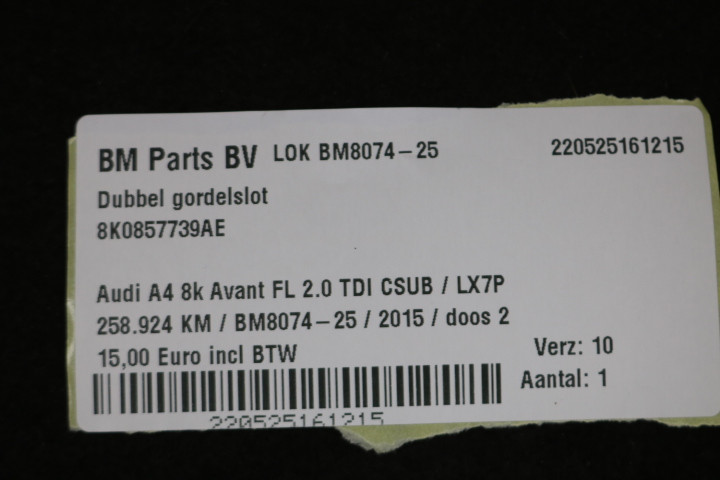 BM Parts BV LOK BM8074-25 220525161215
Dubbel gordelslot
8K0857739AE
Audi A4 8k Avant FL 2.0 TDI CSUB / LX7P
258.924 KM / BM8074-25 / 2015 / doos 2
15,00 Euro incl BTW Verz: 10
Aantal: 1
220525161215